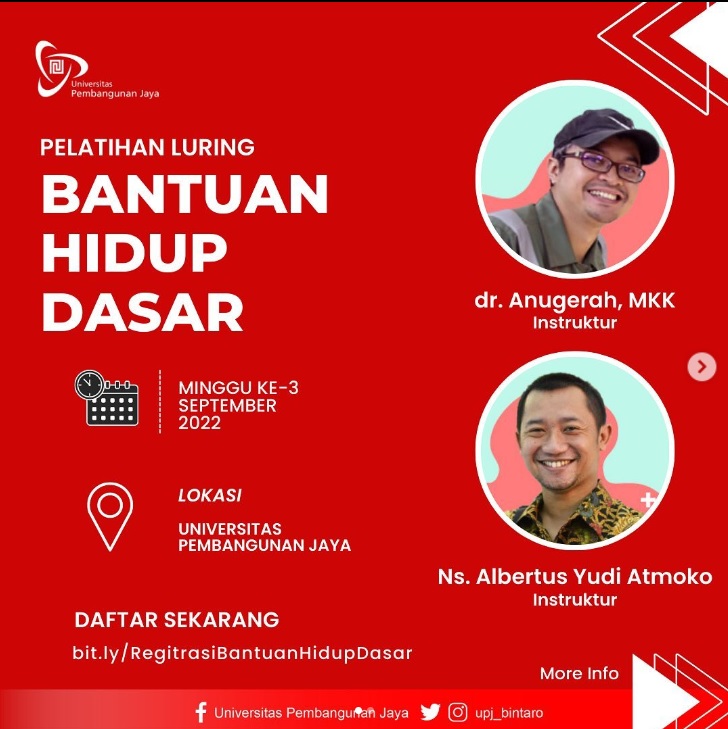 Universitas
Pembangunan Jaya
PELATIHAN LURING
BANTUAN
HIDUP
DASAR
MINGGU KE-3
SEPTEMBER
2022
LOKASI
UNIVERSITAS
PEMBANGUNAN JAYA
DAFTAR SEKARANG
bit.ly/RegitrasiBantuanHidupDasar
dr. Anugerah, MKK
Instruktur
Ns. Albertus Yudi Atmoko
Instruktur
More Info
Universitas Pembangunan Jaya
upj_bintaro